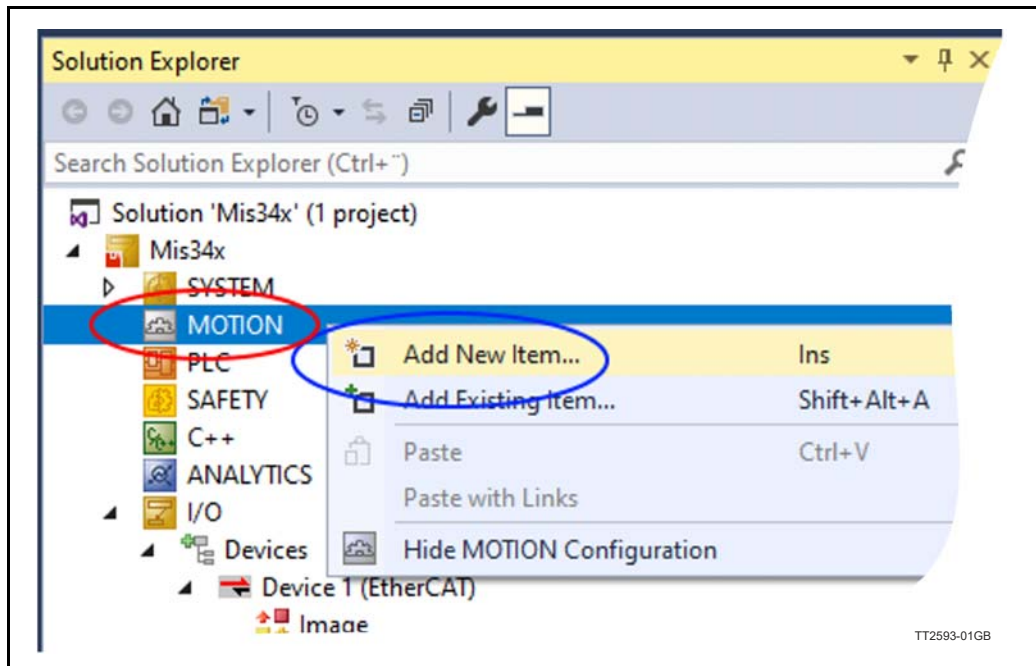 Solution Explorer
Search Solution Explorer (Ctrl+¨)
Solution 'Mis34x' (1 project)
Mis34x
SYSTEM
MOTION
Add New Item... Ins
PLC
SAFETY
Add Existing Item... Shift+Alt+A
C++
Paste Ctrl+V
ANALYTICS
Paste with Links
I/O
Devices
Hide MOTION Configuration
Device 1 (EtherCAT)
Image
TT2593-01GB